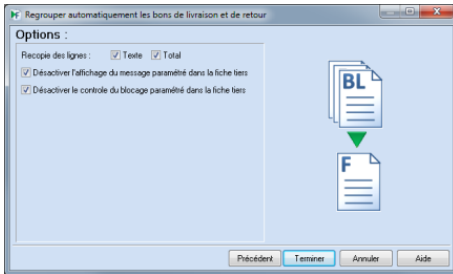 Regrouper automatiquement les bons de livraison et de retour
Options :
Recopie des lignes : Texte Total
Désactiver l'affichage du message paramétré dans la fiche tiers
Désactiver le controle du blocage paramétré dans la fiche tiers
BL
F
Précédent Terminer Annuler Aide